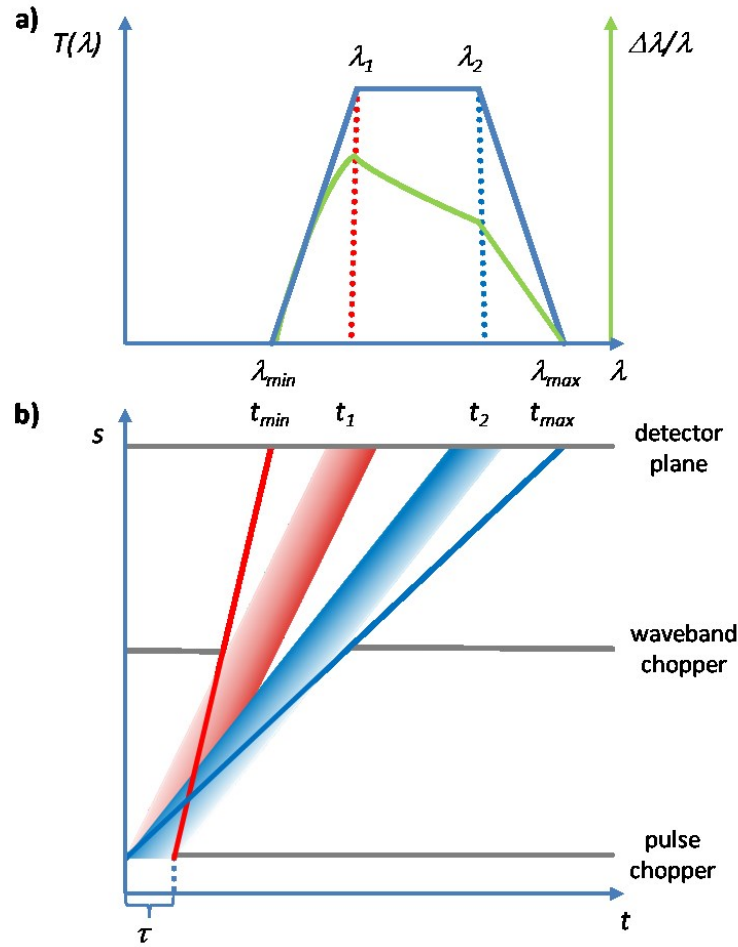 a)
T(λ)
λ1
λ2
Δλ/λ
λmin
λmax
λ
b)
s
tmin
t1
t2
tmax
detector
plane
waveband
chopper
pulse
chopper
τ
t